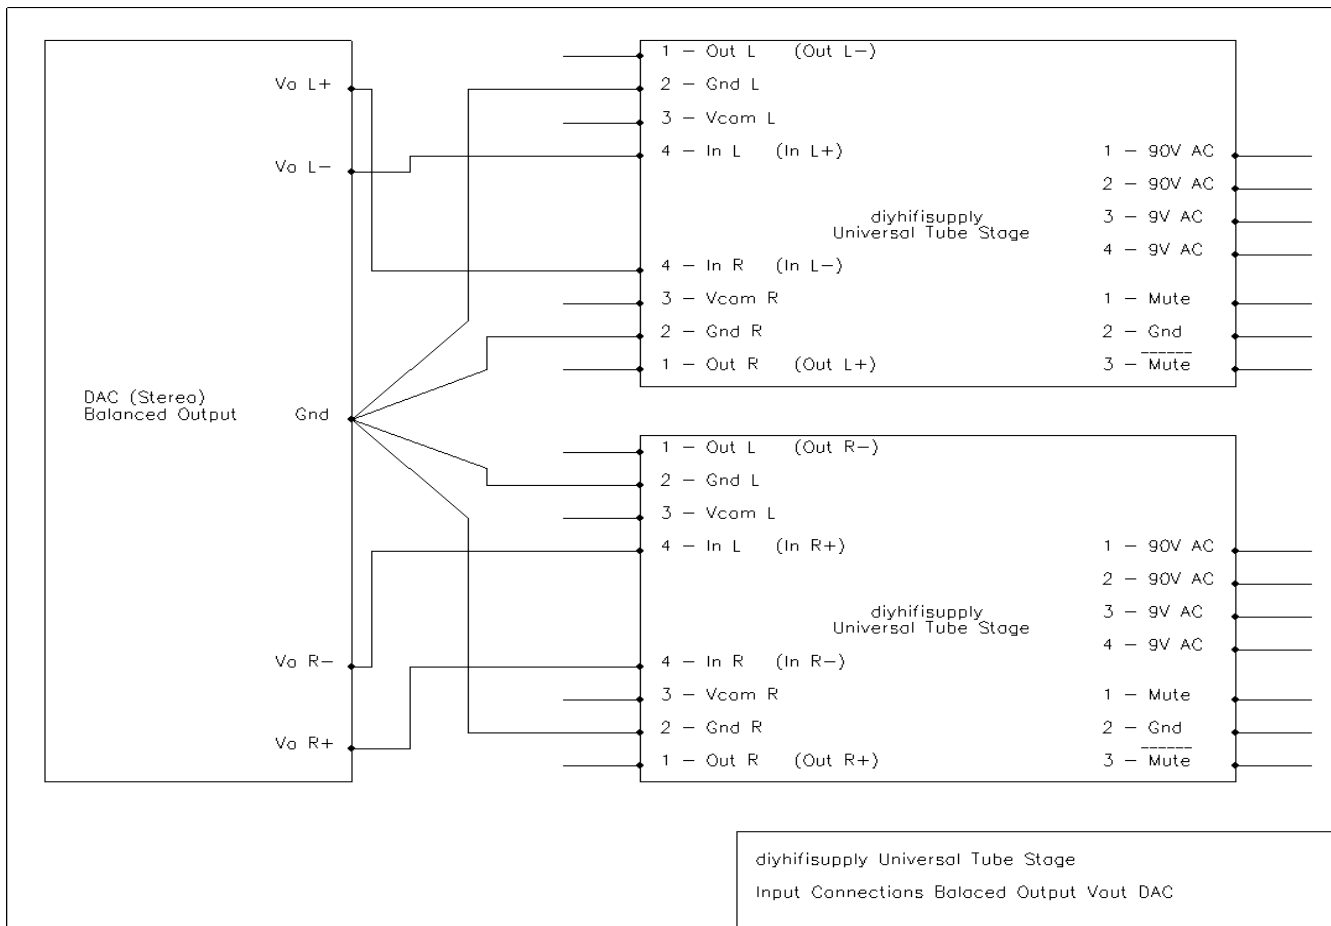 Vo L+
Vo L-
DAC (Stereo)
Balanced Output
Gnd
Vo R-
Vo R+
1 - Out L (Out L-)
2 - Gnd L
3 - Vcom L
4 - In L (In L+)
diyhifisupply
Universal Tube Stage
4 - In R (In L-)
3 - Vcom R
2 - Gnd R
1 - Out R (Out L+)
1 - 90V AC
2 - 90V AC
3 - 9V AC
4 - 9V AC
1 - Mute
2 - Gnd
3 - Mute
1 - Out L (Out R-)
2 - Gnd L
3 - Vcom L
4 - In L (In R+)
diyhifisupply
Universal Tube Stage
4 - In R (In R-)
3 - Vcom R
2 - Gnd R
1 - Out R (Out R+)
1 - 90V AC
2 - 90V AC
3 - 9V AC
4 - 9V AC
1 - Mute
2 - Gnd
3 - Mute
diyhifisupply Universal Tube Stage
Input Connections Balaced Output Vout DAC